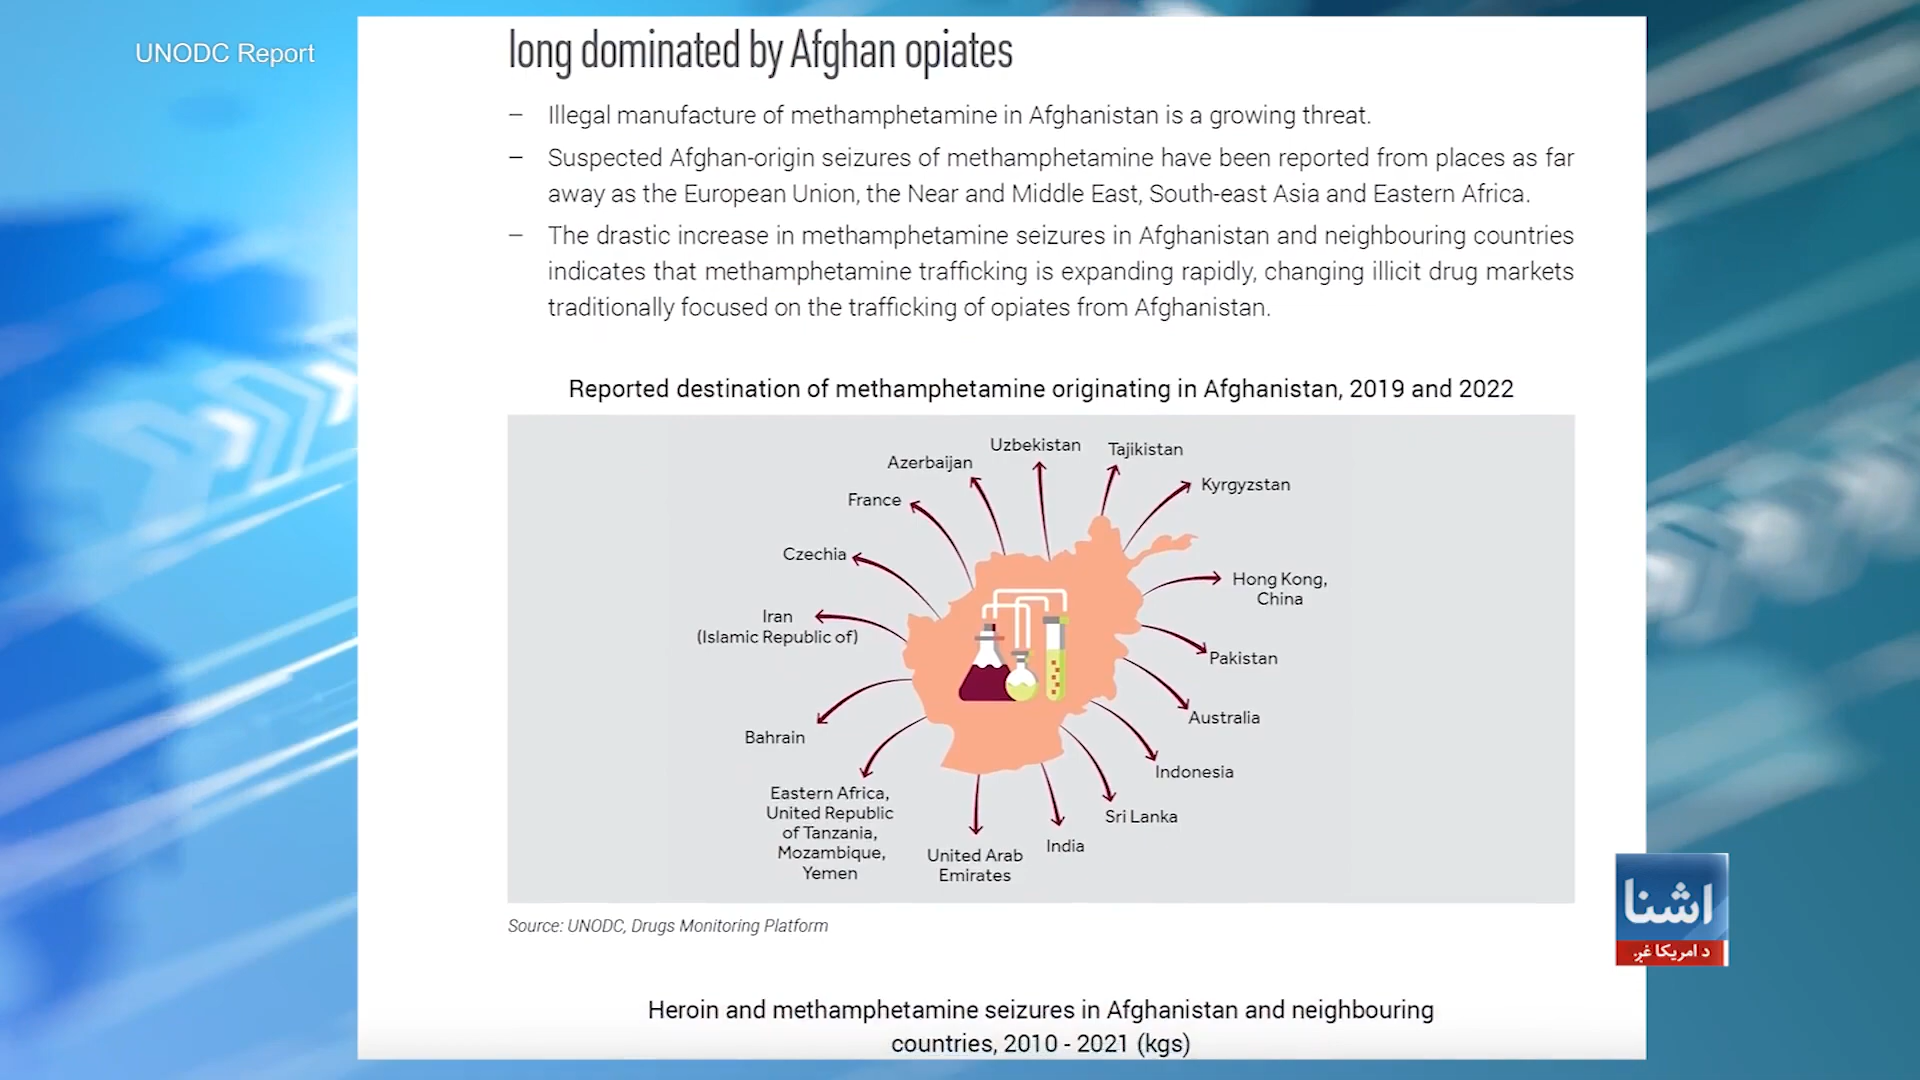 UNODC Report
long dominated by Afghan opiates
– Illegal manufacture of methamphetamine in Afghanistan is a growing threat.
– Suspected Afghan-origin seizures of methamphetamine have been reported from places as far
away as the European Union, the Near and Middle East, South-east Asia and Eastern Africa.
– The drastic increase in methamphetamine seizures in Afghanistan and neighbouring countries
indicates that methamphetamine trafficking is expanding rapidly, changing illicit drug markets
traditionally focused on the trafficking of opiates from Afghanistan.
Reported destination of methamphetamine originating in Afghanistan, 2019 and 2022
Uzbekistan
Tajikistan
Azerbaijan
Kyrgyzstan
France
Czechia
Hong Kong,
China
Iran
(Islamic Republic of)
Pakistan
Australia
Bahrain
Indonesia
Eastern Africa,
United Republic
of Tanzania,
Mozambique,
Yemen
Sri Lanka
India
United Arab
Emirates
Source: UNODC, Drugs Monitoring Platform
اشنا
د امریکا غږ
Heroin and methamphetamine seizures in Afghanistan and neighbouring
countries, 2010 - 2021 (kgs)